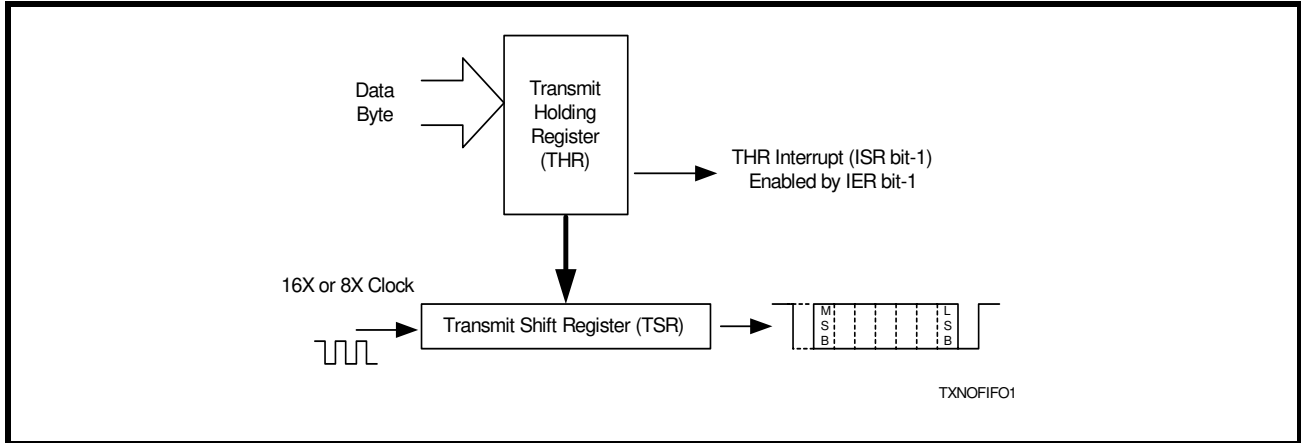 Data
Byte
Transmit
Holding
Register
(THR)
THR Interrupt (ISR bit-1)
Enabled by IER bit-1
16X or 8X Clock
Transmit Shift Register (TSR)
M
S
B
L
S
B
TXNOFIFO1